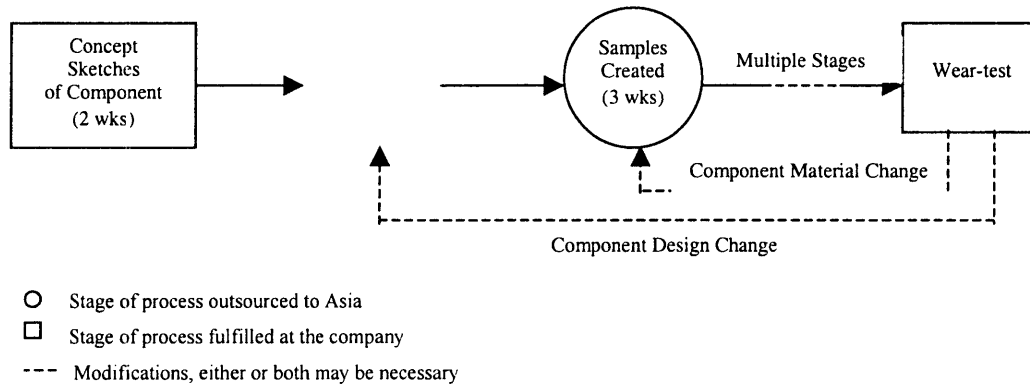 Concept
Sketches
of Component
(2 wks)
Samples
Created
(3 wks)
Multiple Stages
Wear-test
Component Material Change
Component Design Change
Stage of process outsourced to Asia
Stage of process fulfilled at the company
Modifications, either or both may be necessary